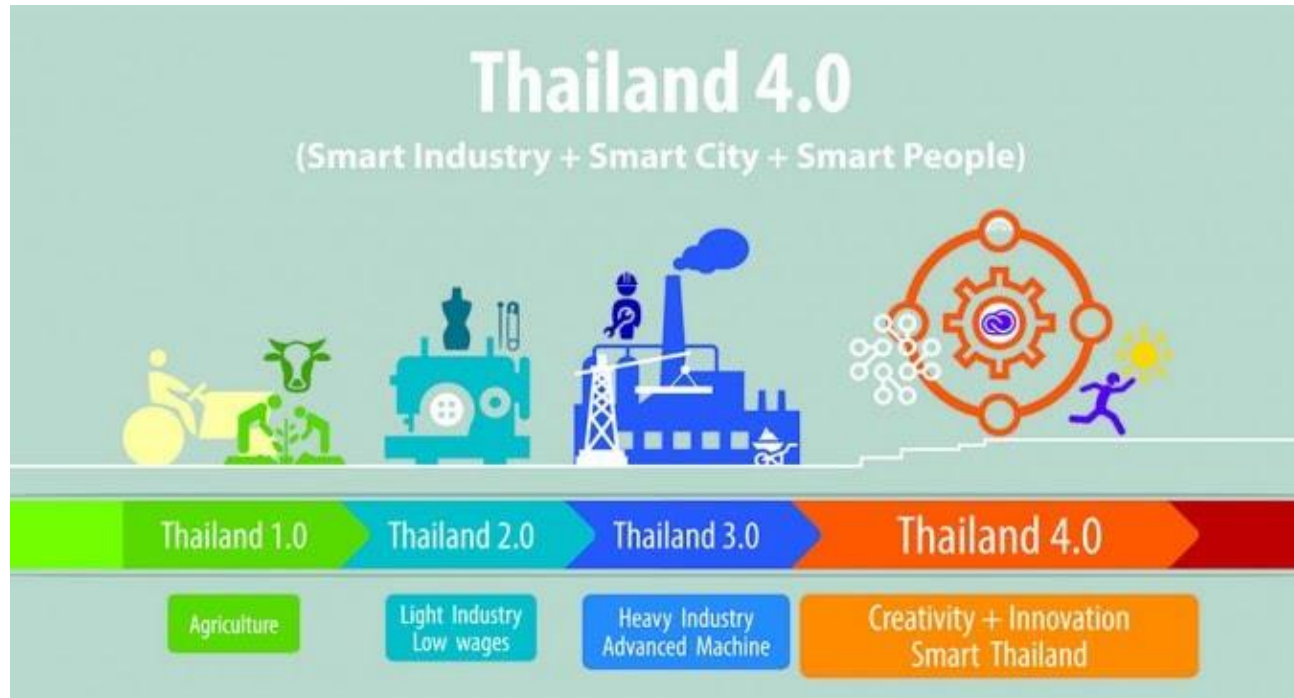 Thailand 4.0
(Smart Industry + Smart City + Smart People)
Thailand 1.0
Thailand 2.0
Thailand 3.0
Thailand 4.0
Agriculture
Light Industry
Low wages
Heavy Industry
Advanced Machine
Creativity + Innovation
Smart Thailand